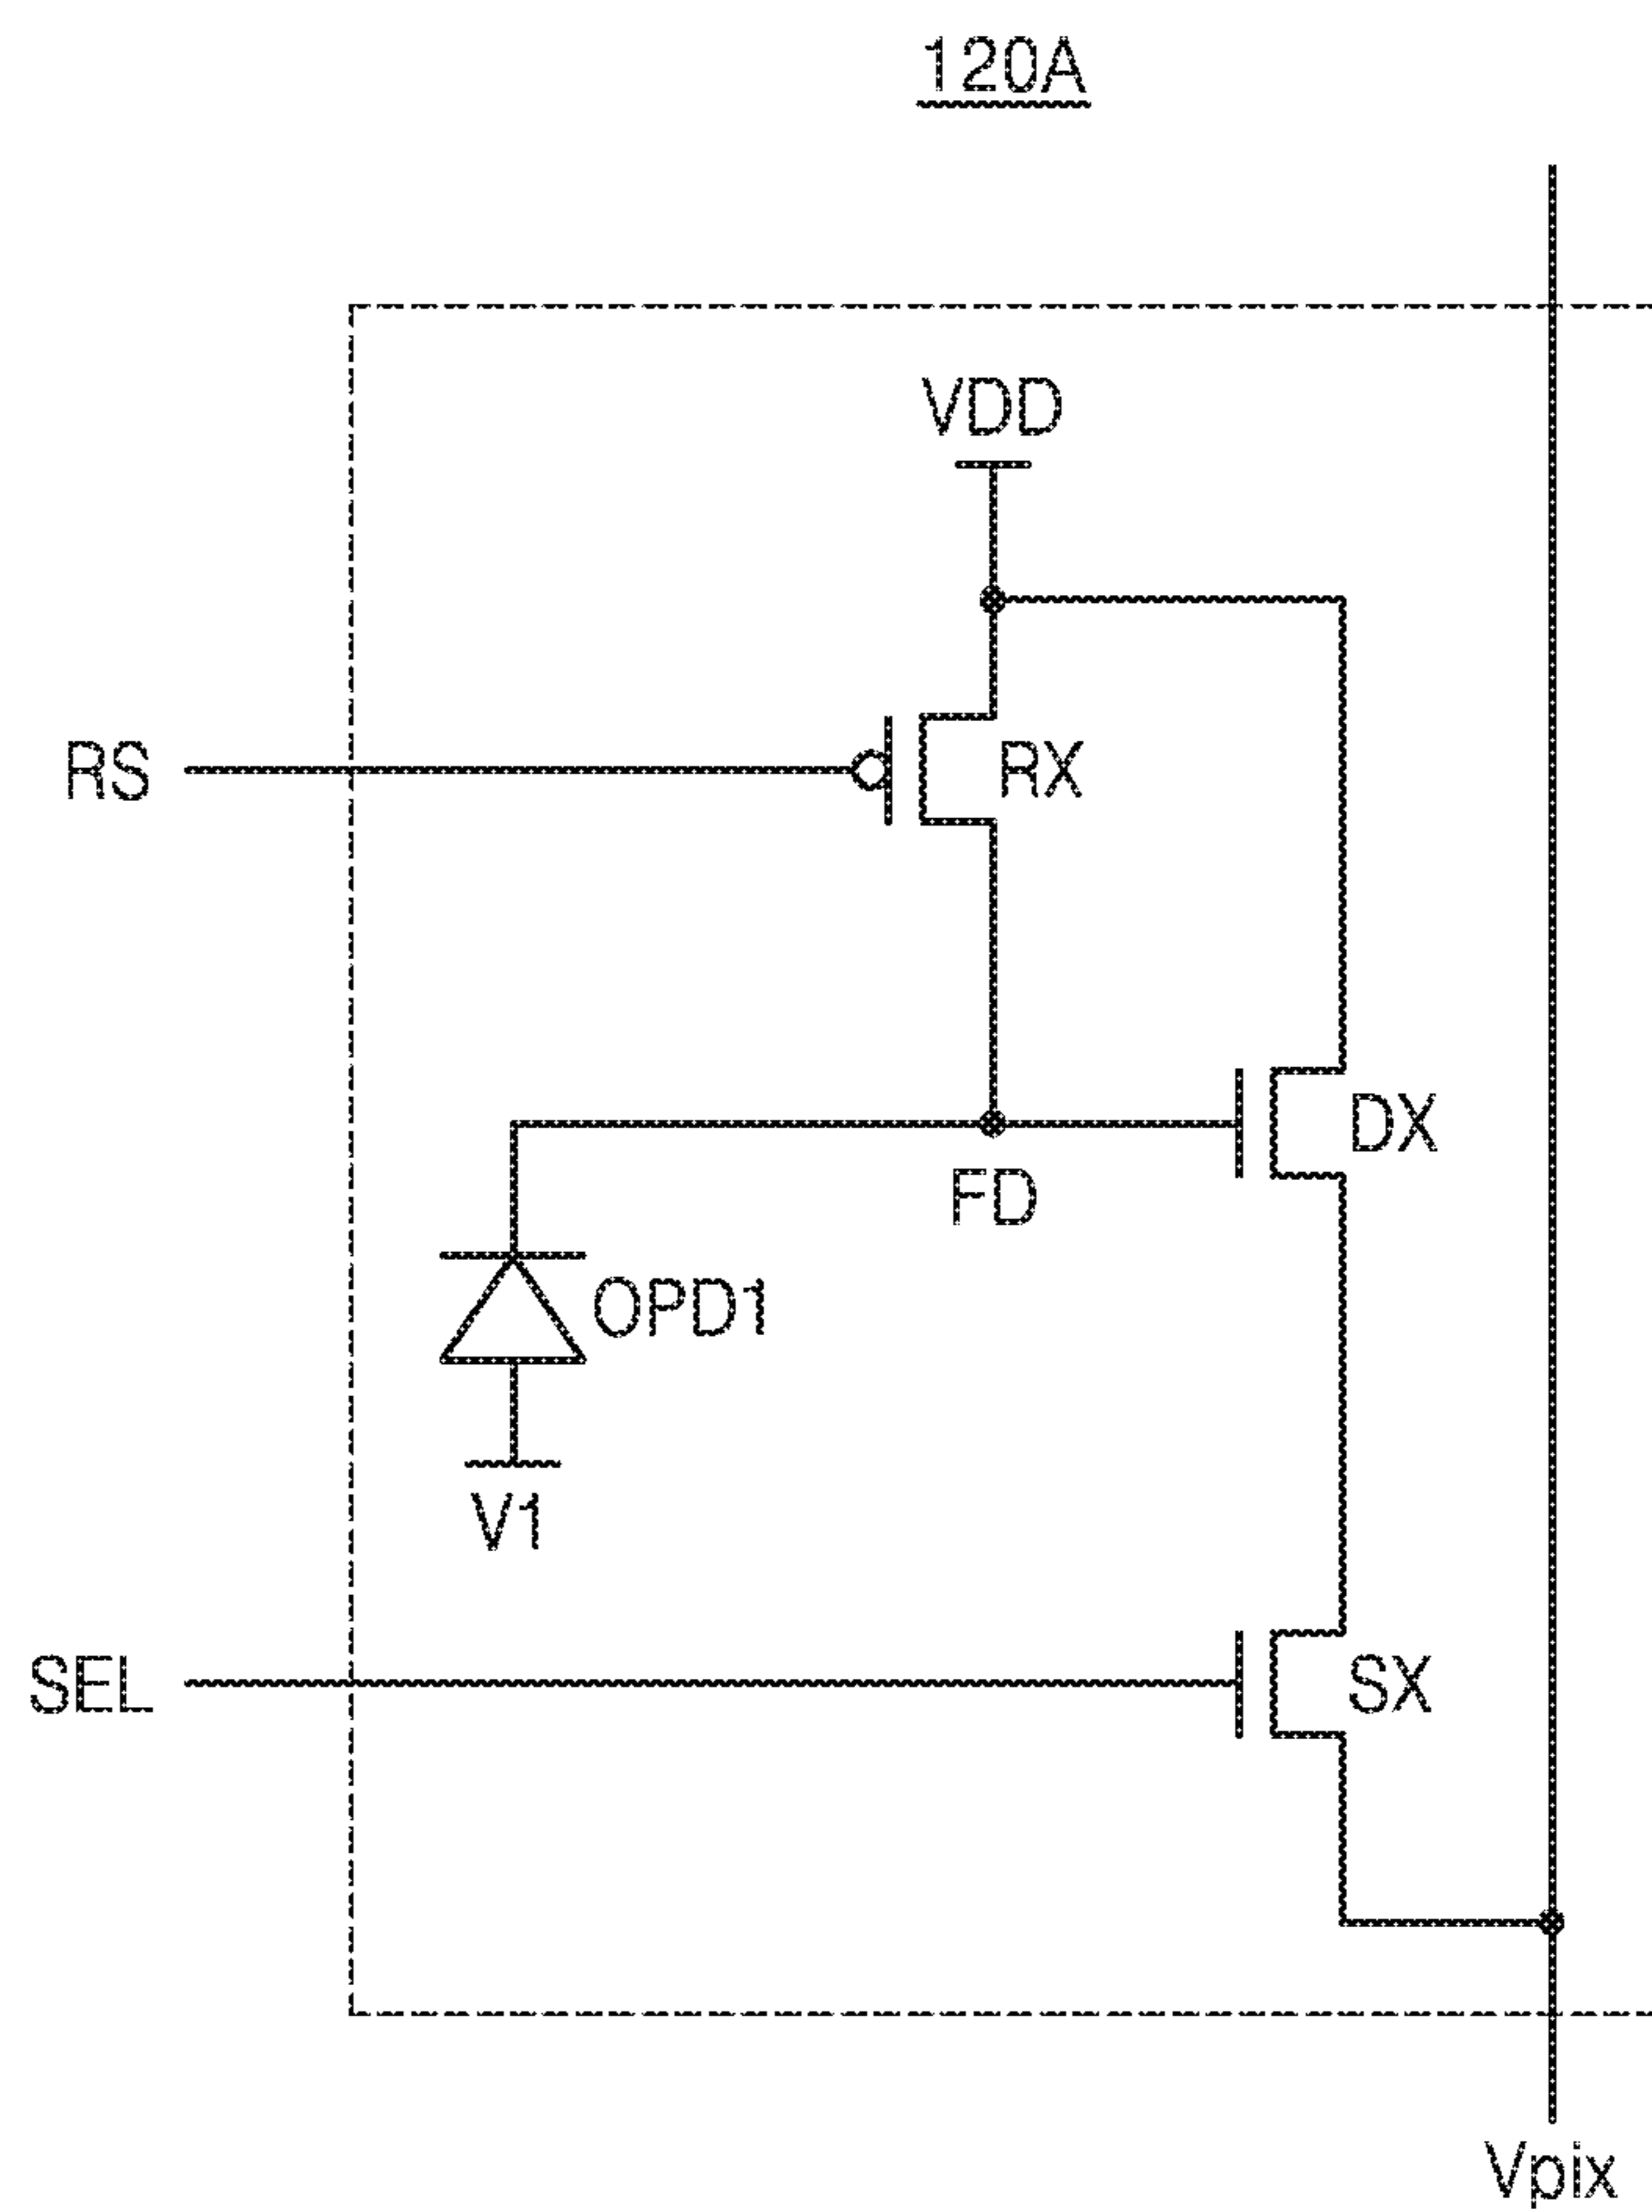 120A
VDD
RS
RX
DX
FD
OPD1
V1
SEL
SX
Vpix